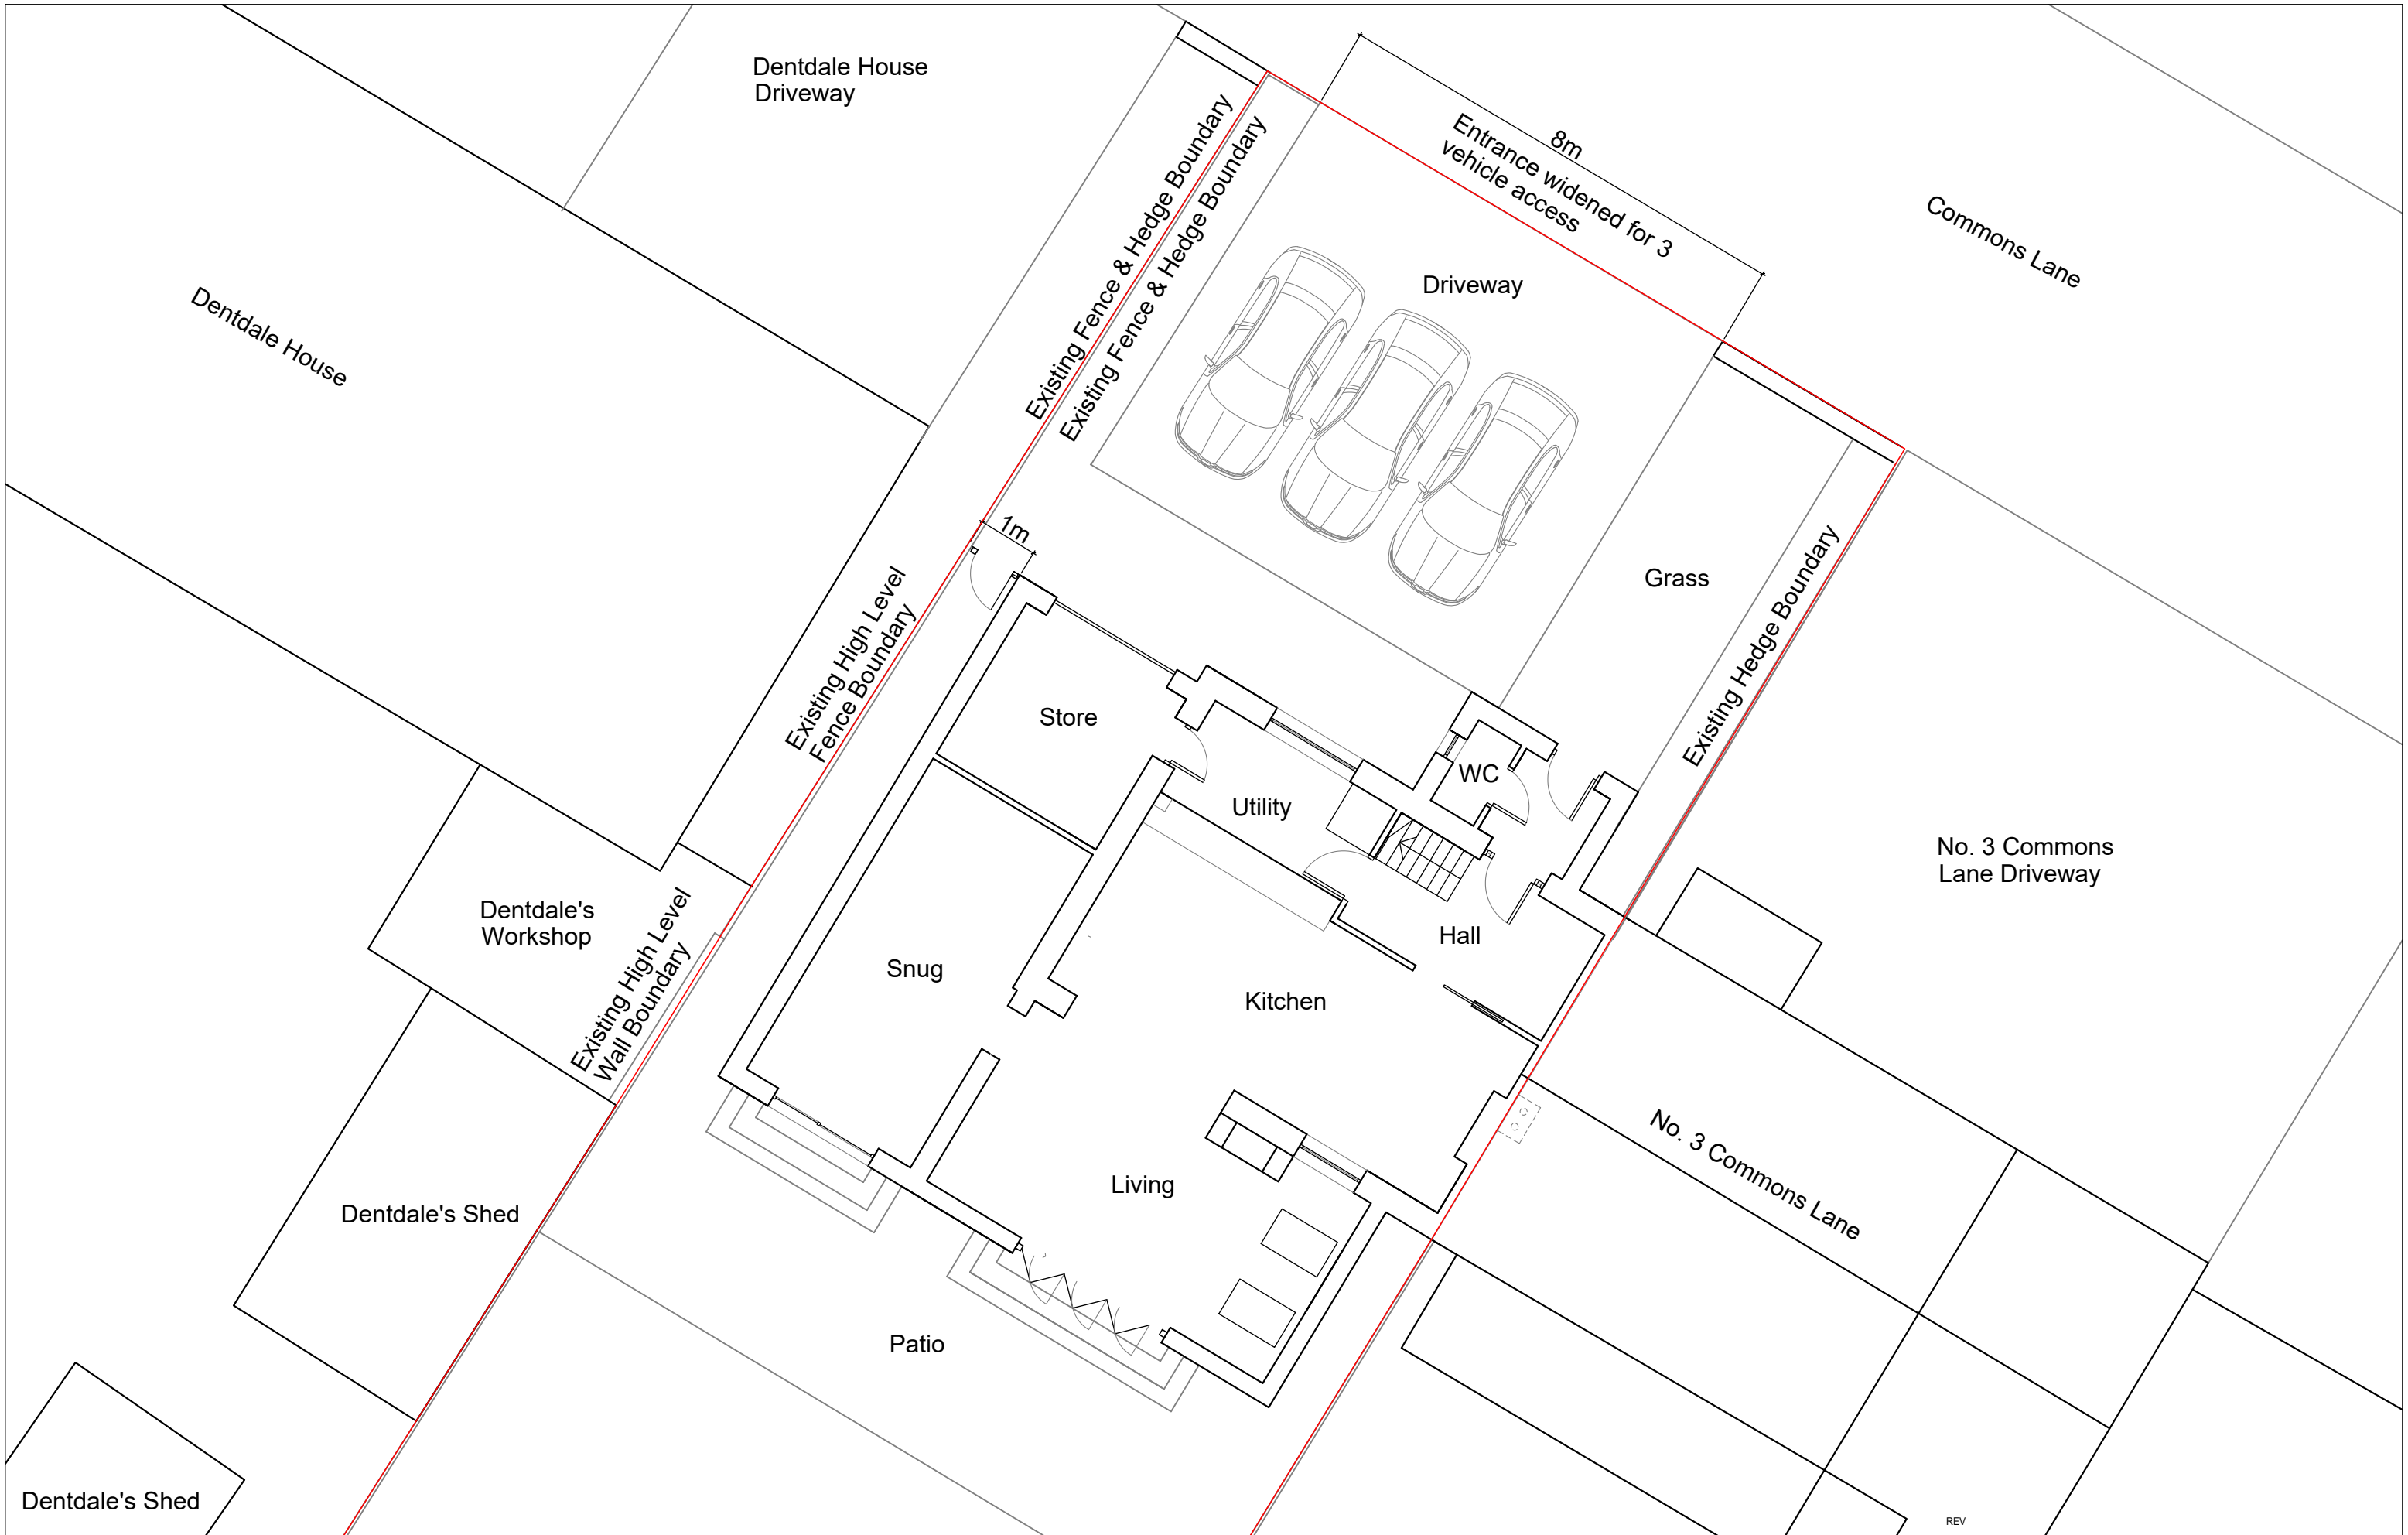 Dentdale House
Driveway
8m
Entrance widened for 3
vehicle access
Existing Fence & Hedge Boundary
Existing Fence & Hedge Boundary
Commons Lane
Driveway
Dentdale House
1m
Grass
Existing High Level
Fence Boundary
Existing Hedge Boundary
Store
WC
Utility
No. 3 Commons
Lane Driveway
Dentdale's
Workshop
Hall
Existing High Level
Wall Boundary
Snug
Kitchen
No. 3 Commons Lane
Living
Dentdale's Shed
Patio
Dentdale's Shed
REV